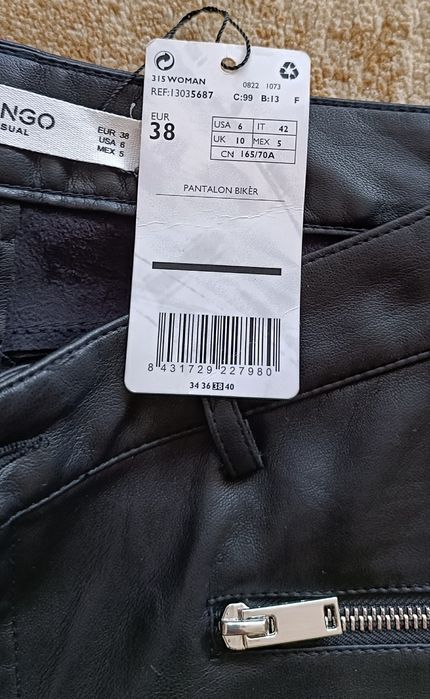 NGO
SUAL
EUR 38
USA 6
MEX 5
315 WOMAN
0822 1073
REF:13035687 C:99 B:13 F
EUR
38
USA 6 IT 42
UK 10 MEX 5
CN 165/70A
PANTALON BIKÈR
8 431729 227980
34 36 38 40